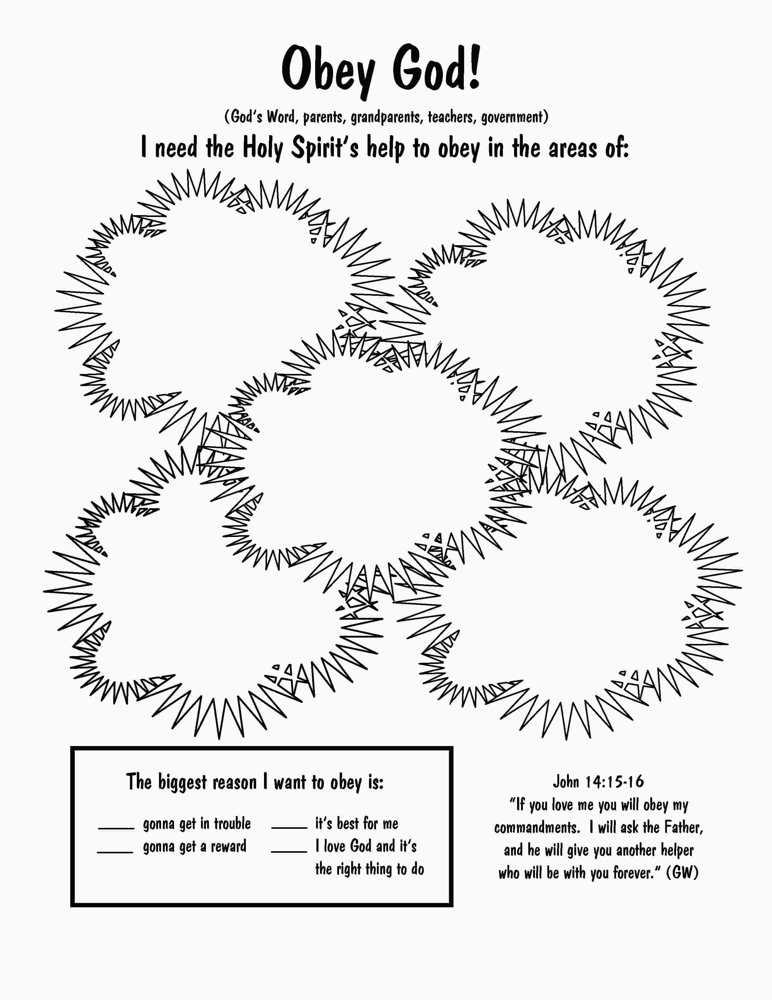 Obey God!
(God's Word, parents, grandparents, teachers, government)
I need the Holy Spirit's help to obey in the areas of:
The biggest reason I want to obey is:
____ gonna get in trouble
____ gonna get a reward
____ it's best for me
____ I love God and it's
the right thing to do
John 14:15-16
"If you love me you will obey my
commandments. I will ask the Father,
and he will give you another helper
who will be with you forever." (GW)